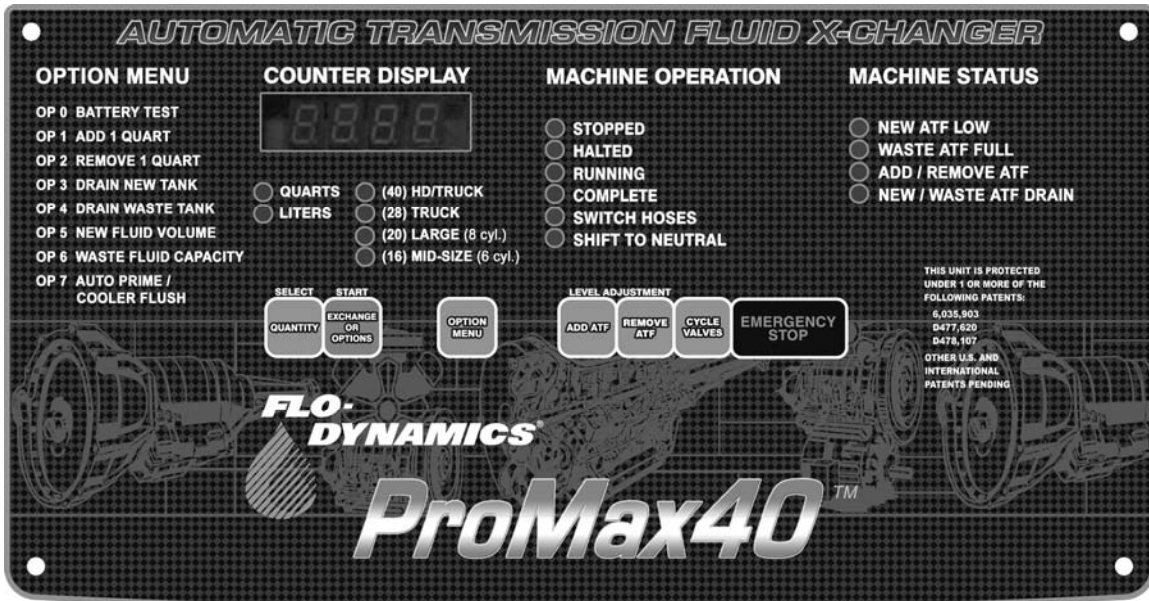 AUTOMATIC TRANSMISSION FLUID X-CHANGER
OPTION MENU
OP 0 BATTERY TEST
OP 1 ADD 1 QUART
OP 2 REMOVE 1 QUART
OP 3 DRAIN NEW TANK
OP 4 DRAIN WASTE TANK
OP 5 NEW FLUID VOLUME
OP 6 WASTE FLUID CAPACITY
OP 7 AUTO PRIME /
COOLER FLUSH
COUNTER DISPLAY
8888
QUARTS
LITERS
(40) HD/TRUCK
(28) TRUCK
(20) LARGE (8 cyl.)
(16) MID-SIZE (6 cyl.)
MACHINE OPERATION
STOPPED
HALTED
RUNNING
COMPLETE
SWITCH HOSES
SHIFT TO NEUTRAL
MACHINE STATUS
NEW ATF LOW
WASTE ATF FULL
ADD / REMOVE ATF
NEW / WASTE ATF DRAIN
SELECT
QUANTITY
START
EXCHANGE
OR
OPTIONS
OPTION
MENU
LEVEL ADJUSTMENT
ADD ATF
REMOVE
ATF
CYCLE
VALVES
EMERGENCY
STOP
THIS UNIT IS PROTECTED
UNDER 1 OR MORE OF THE
FOLLOWING PATENTS:
6,035,903
D477,620
D478,107
OTHER U.S. AND
INTERNATIONAL
PATENTS PENDING
FLO-
DYNAMICS®
ProMax40™